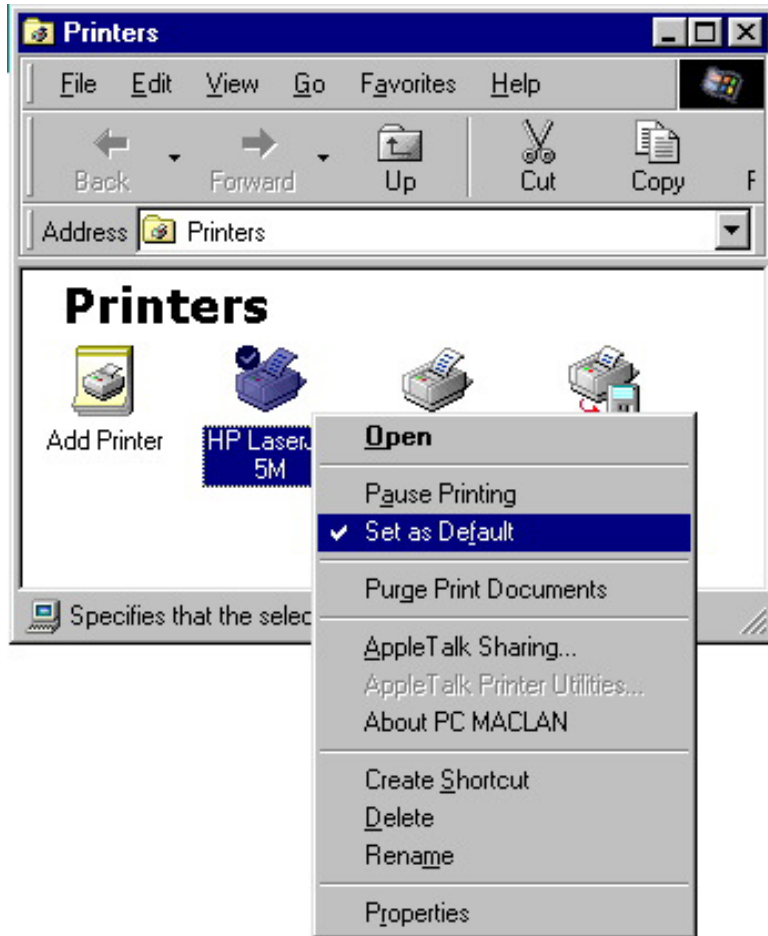 Printers
File Edit View Go Favorites Help
Back Forward Up Cut Copy
Address Printers
Printers
Add Printer
HP LaserJ
5M
Open
Pause Printing
Set as Default
Purge Print Documents
Specifies that the selec
AppleTalk Sharing...
AppleTalk Printer Utilities...
About PC MACLAN
Create Shortcut
Delete
Rename
Properties